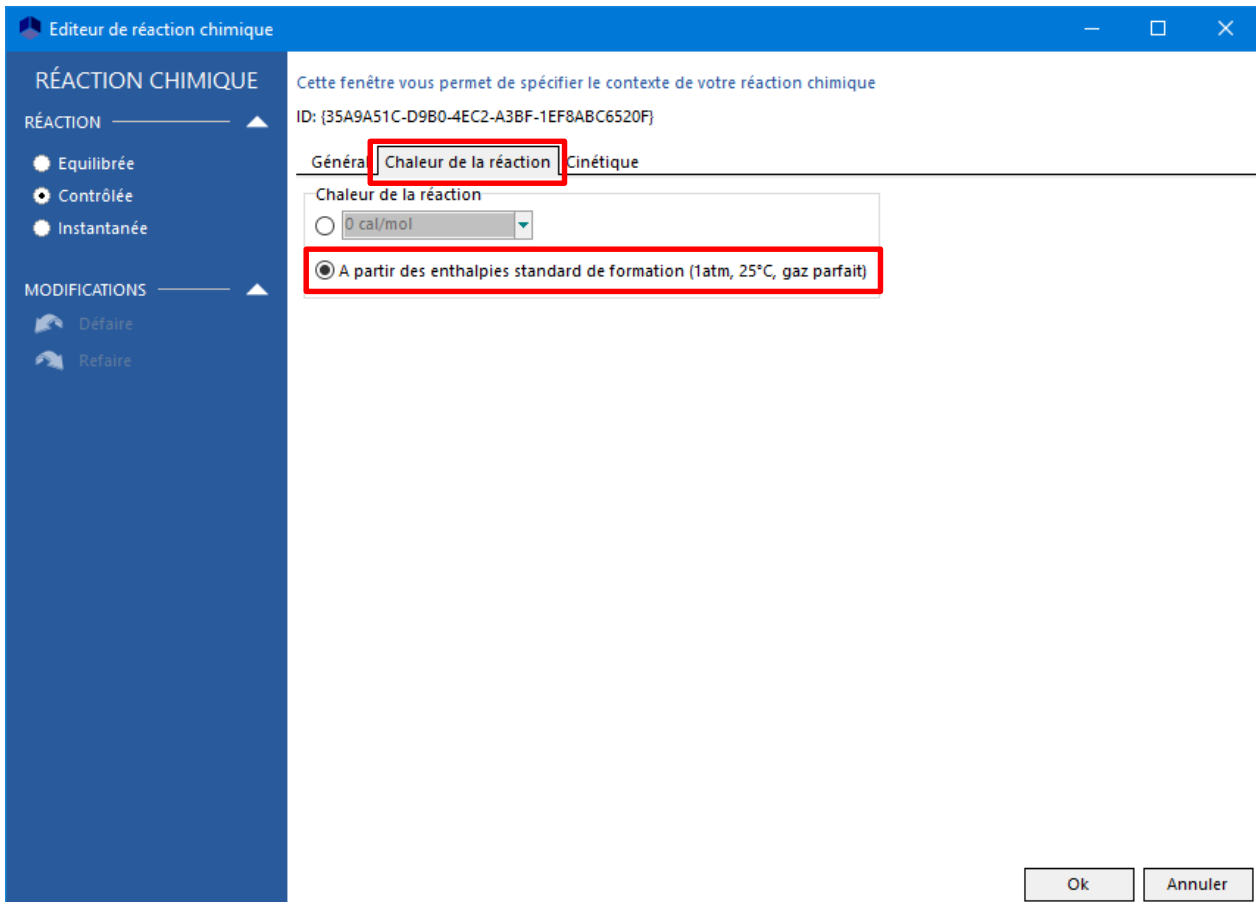 Editeur de réaction chimique
RÉACTION CHIMIQUE
RÉACTION
Equilibrée
Contrôlée
Instantanée
MODIFICATIONS
Défaire
Refaire
Cette fenêtre vous permet de spécifier le contexte de votre réaction chimique
ID: {35A9A51C-D9B0-4EC2-A3BF-1EF8ABC6520F}
Général Chaleur de la réaction Cinétique
Chaleur de la réaction
0 cal/mol
A partir des enthalpies standard de formation (1atm, 25°C, gaz parfait)
Ok Annuler